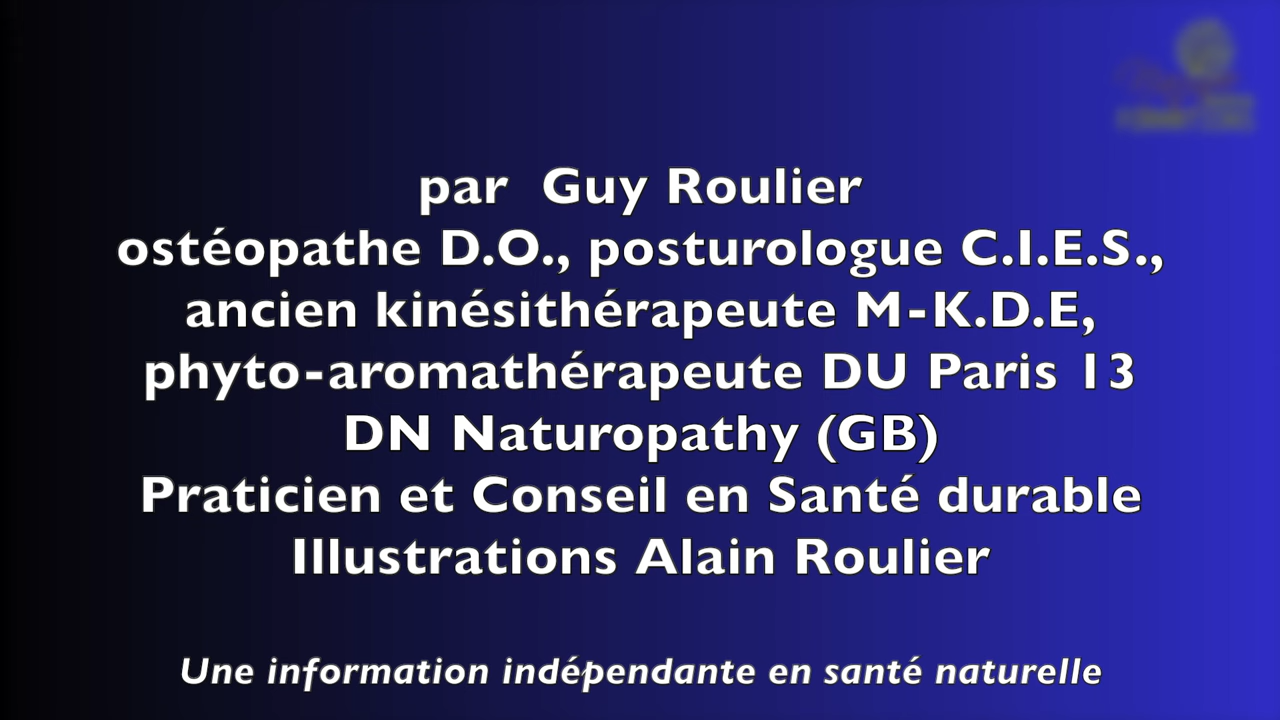 par Guy Roulier
ostéopathe D.O., posturologue C.I.E.S.,
ancien kinésithérapeute M-K.D.E,
phyto-aromathérapeute DU Paris 13
DN Naturopathy (GB)
Praticien et Conseil en Santé durable
Illustrations Alain Roulier
Une information indépendante en santé naturelle